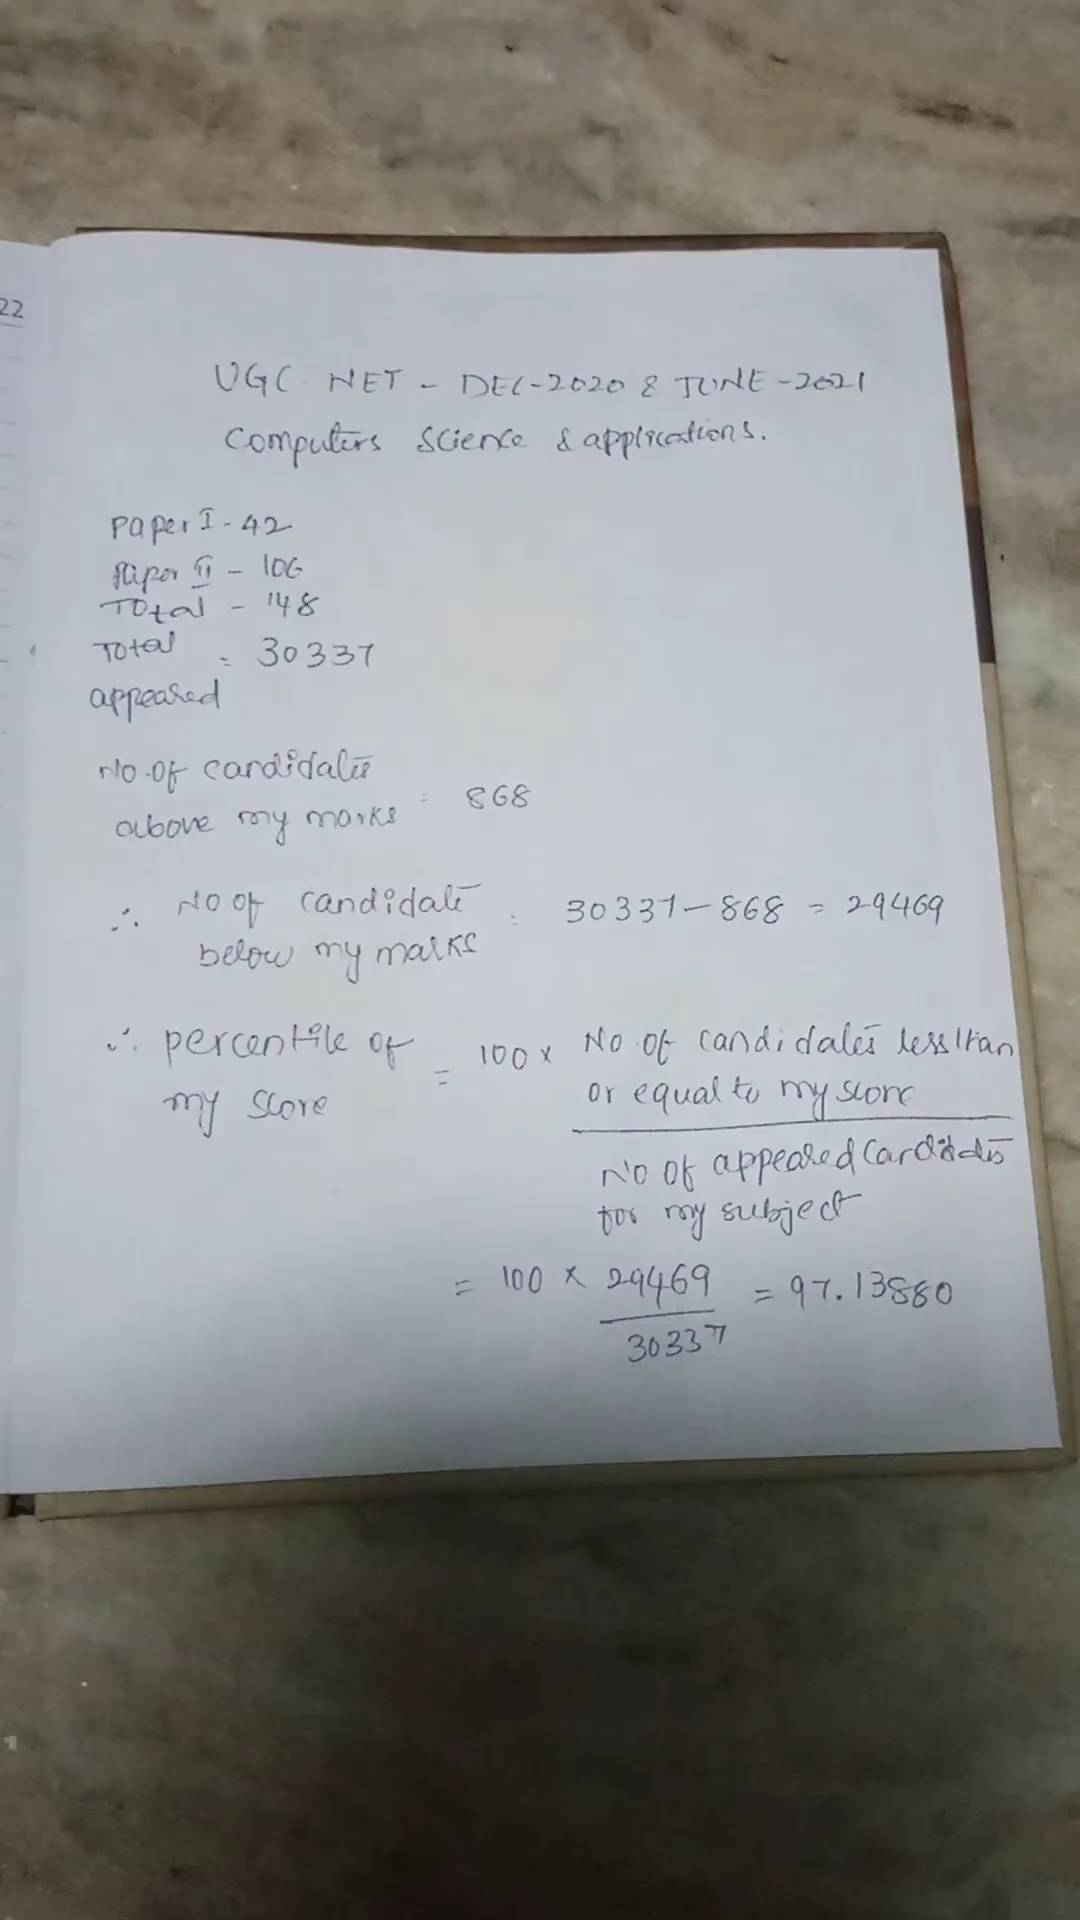 22
UGC NET - DEC-2020 & JUNE-2021
Computers Science & applications.
Paper I - 42
Paper II - 106
Total - 148
Total
appeared = 30337
No. of candidates
above my marks = 868
∴ No of candidate
below my marks = 30337-868 = 29469
∴ percentile of
my score = 100 × No. of candidates less than
or equal to my score
No of appeared candidates
for my subject
= 100 × 29469 = 97.13880
30337